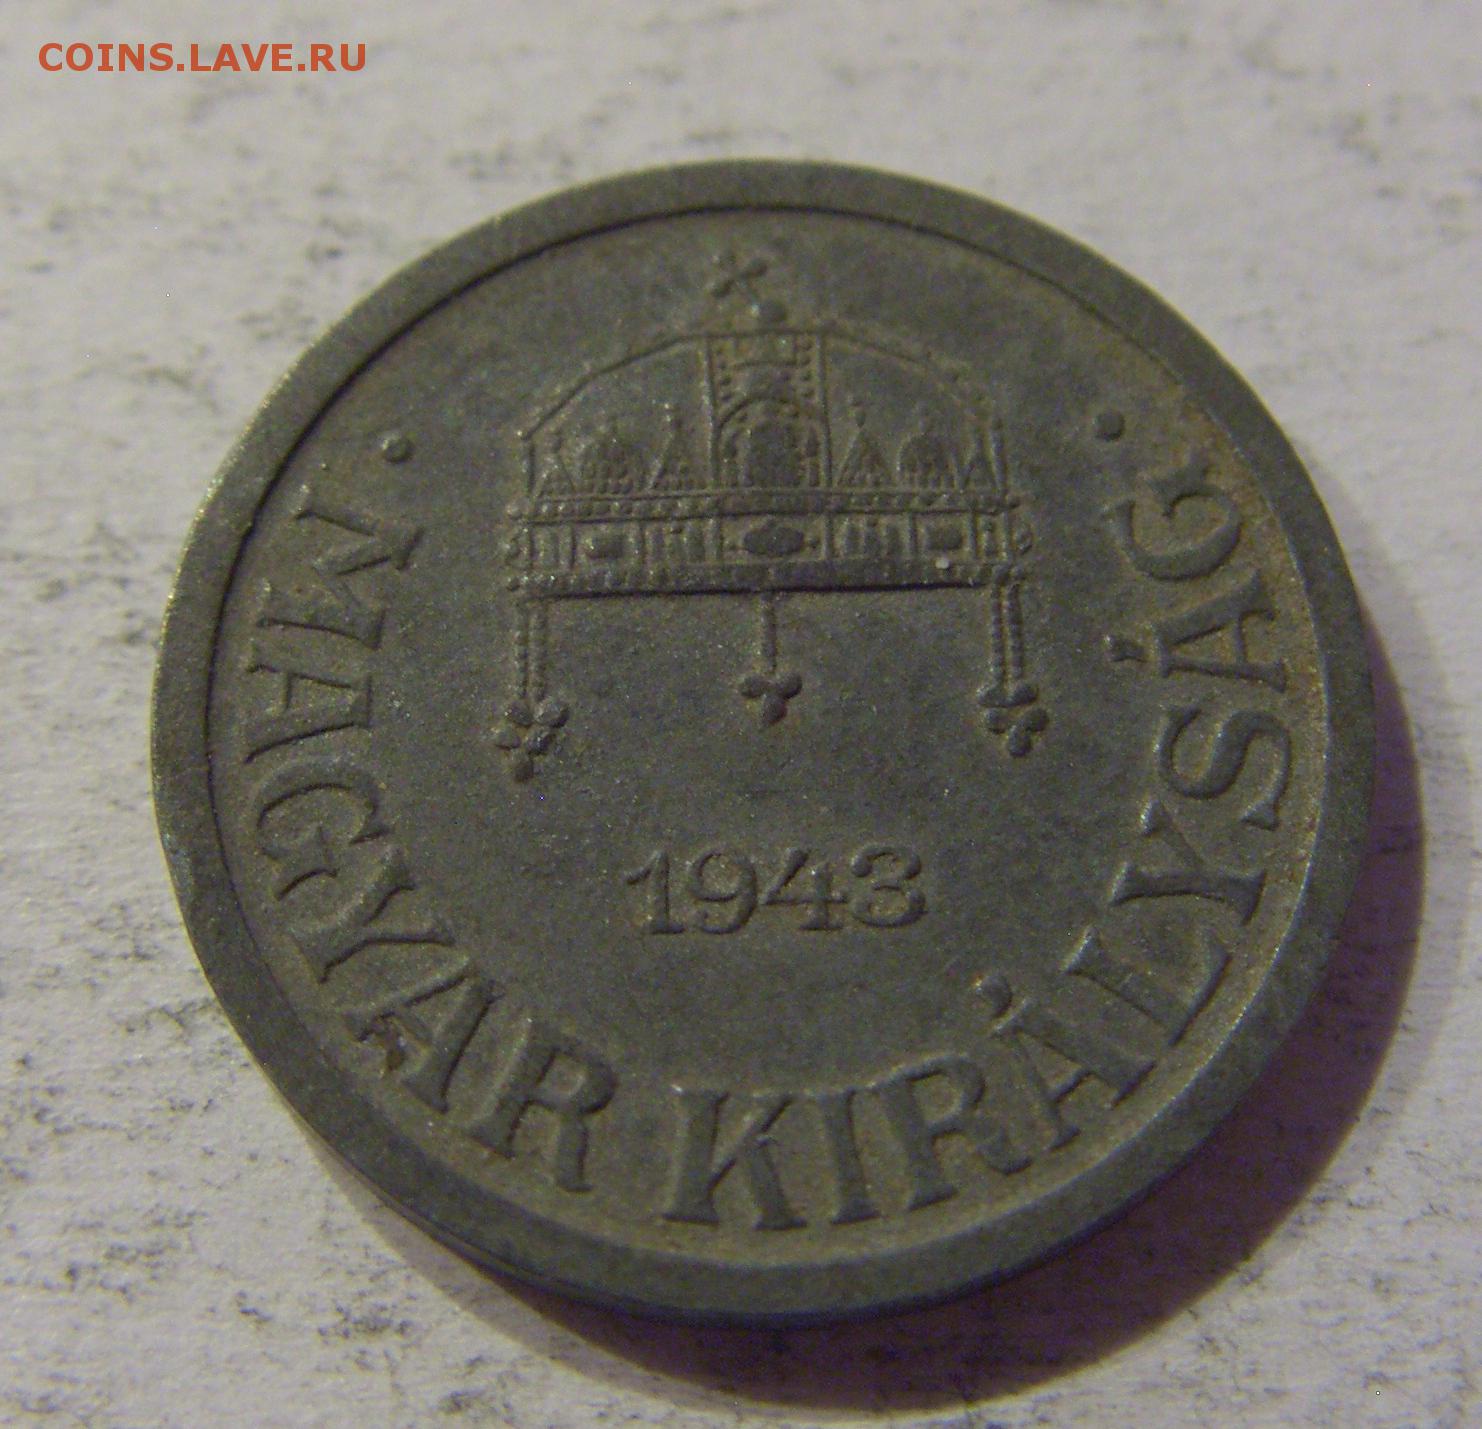 COINS.LAVE.RU
1943
· MAGYAR KIRÁLYSÁG ·